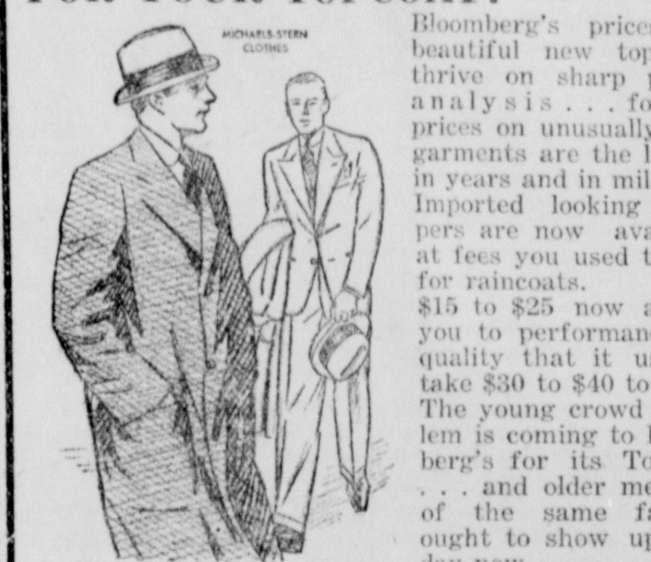 MICHAELS-STERN
CLOTHES
Bloomberg's prices
beautiful new top
thrive on sharp p
analysis . . . fo
prices on unusually
garments are the l
in years and in mil
Imported looking
pers are now ava
at fees you used t
for raincoats.
$15 to $25 now a
you to performan
quality that it us
take $30 to $40 to
The young crowd
lem is coming to
berg's for its To
. . . and older me
of the same fa
ought to show up